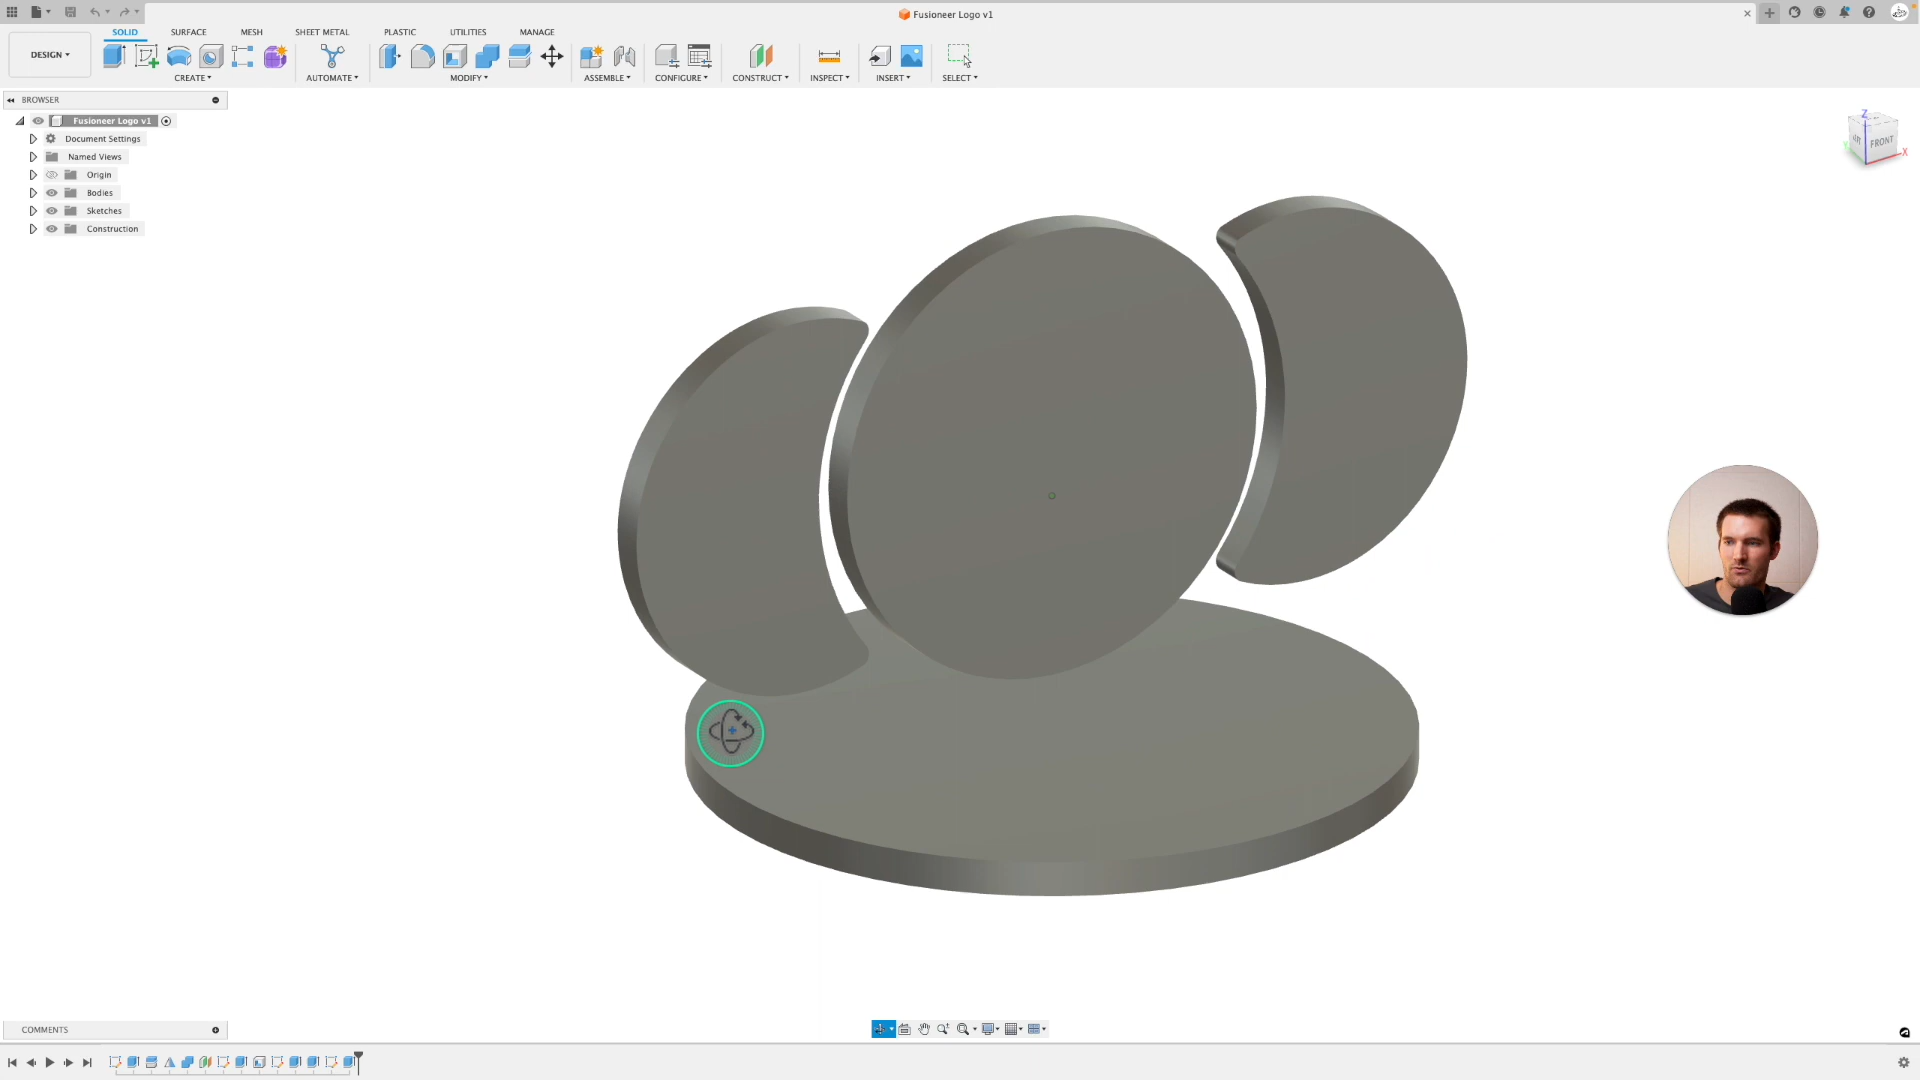 Fusioneer Logo v1
SOLID
SURFACE
MESH
SHEET METAL
PLASTIC
UTILITIES
MANAGE
DESIGN
CREATE
AUTOMATE
MODIFY
ASSEMBLE
CONFIGURE
CONSTRUCT
INSPECT
INSERT
SELECT
BROWSER
Fusioneer Logo v1
Document Settings
Named Views
Origin
Bodies
Sketches
Construction
Z
FRONT
X
COMMENTS